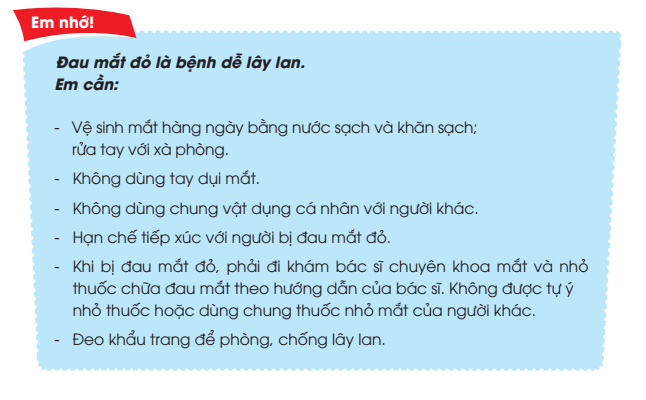 Em nhớ!
Đau mắt đỏ là bệnh dễ lây lan.
Em cần:
- Vệ sinh mắt hàng ngày bằng nước sạch và khăn sạch;
rửa tay với xà phòng.
- Không dùng tay dụi mắt.
- Không dùng chung vật dụng cá nhân với người khác.
- Hạn chế tiếp xúc với người bị đau mắt đỏ.
- Khi bị đau mắt đỏ, phải đi khám bác sĩ chuyên khoa mắt và nhỏ
thuốc chữa đau mắt theo hướng dẫn của bác sĩ. Không được tự ý
nhỏ thuốc hoặc dùng chung thuốc nhỏ mắt của người khác.
- Đeo khẩu trang để phòng, chống lây lan.